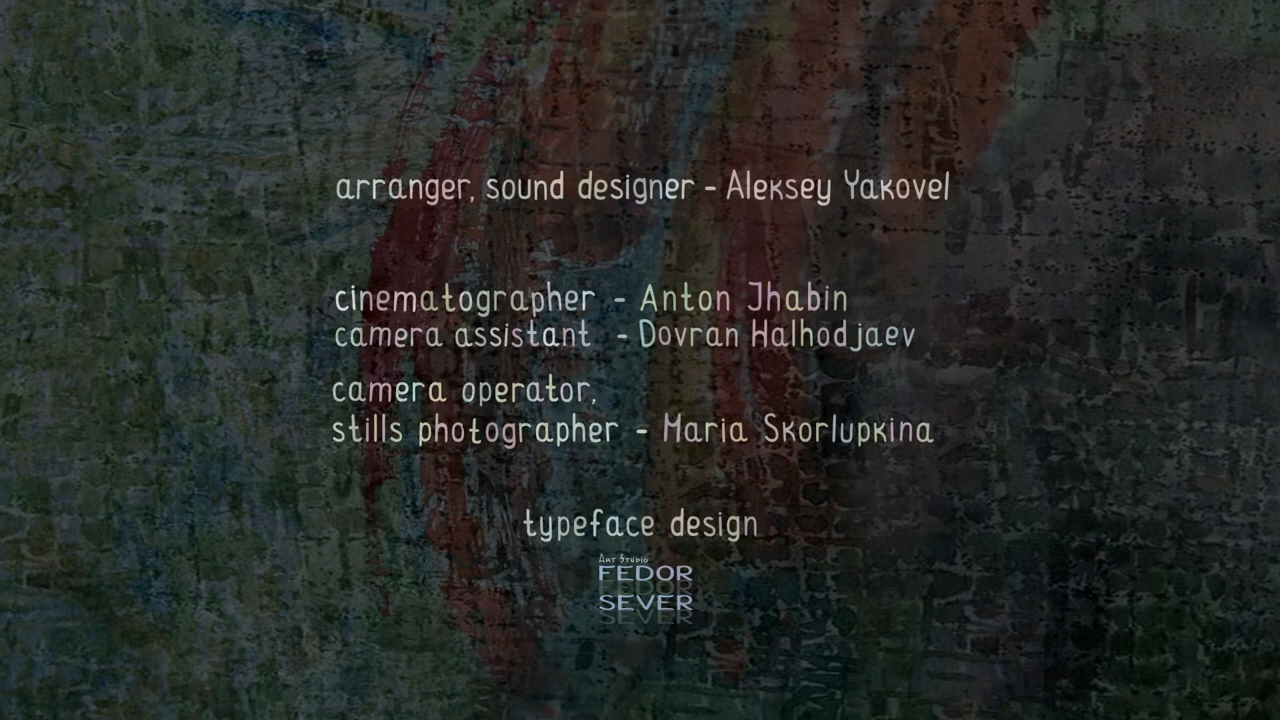 arranger, sound designer - Aleksey Yakovel
cinematographer - Anton Jhabin
camera assistant - Dovran Halhodjaev
camera operator,
stills photographer - Maria Skorlupkina
typeface design
Art Studio
FEDOR
SEVER